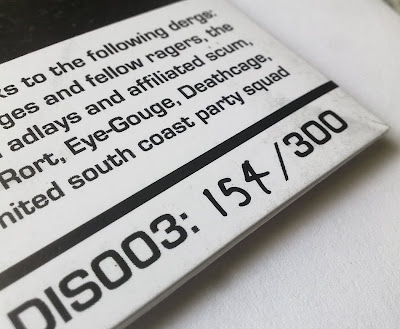 ks to the following dergs:
ges and fellow ragers, the
adlays and affiliated scum,
Rort, Eye-Gouge, Deathcage,
nited south coast party squad
DIS003: 154/300